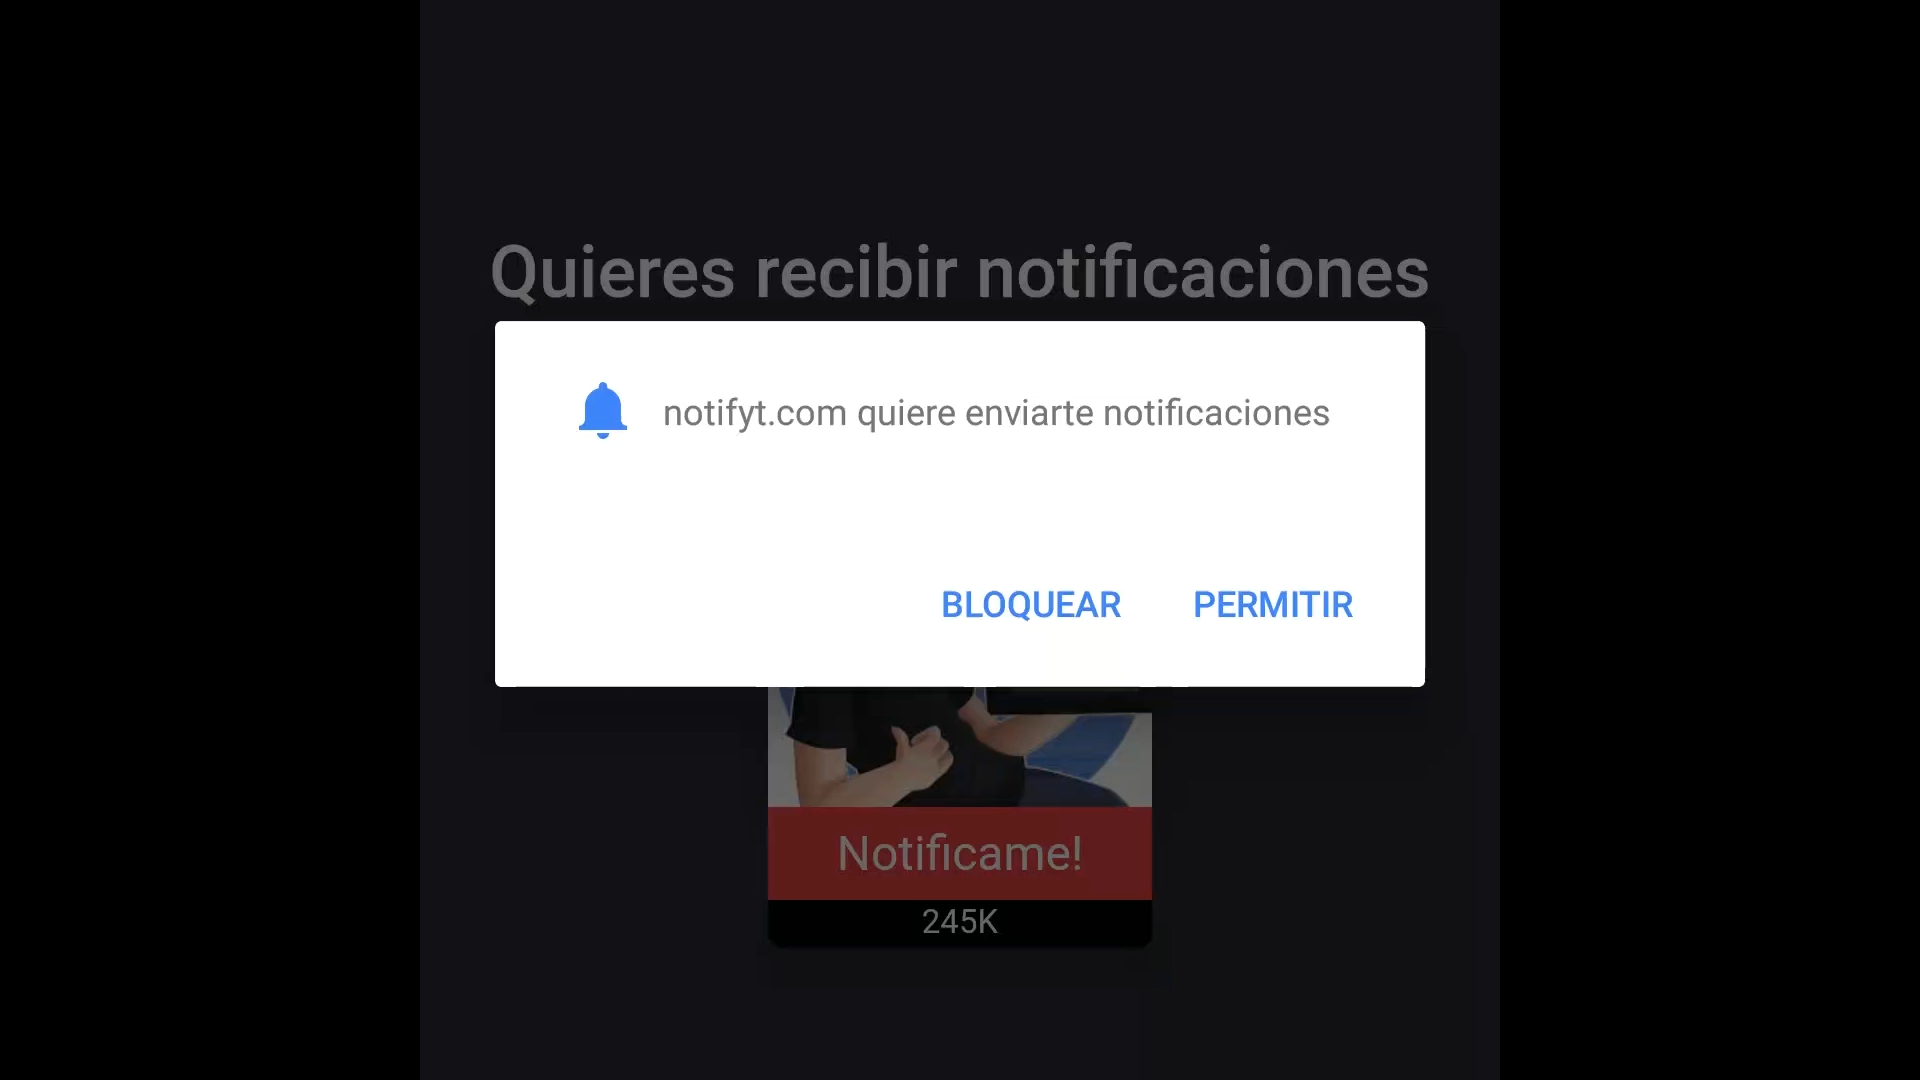 Quieres recibir notificaciones
notifyt.com quiere enviarte notificaciones
BLOQUEAR PERMITIR
Notificame!
245K